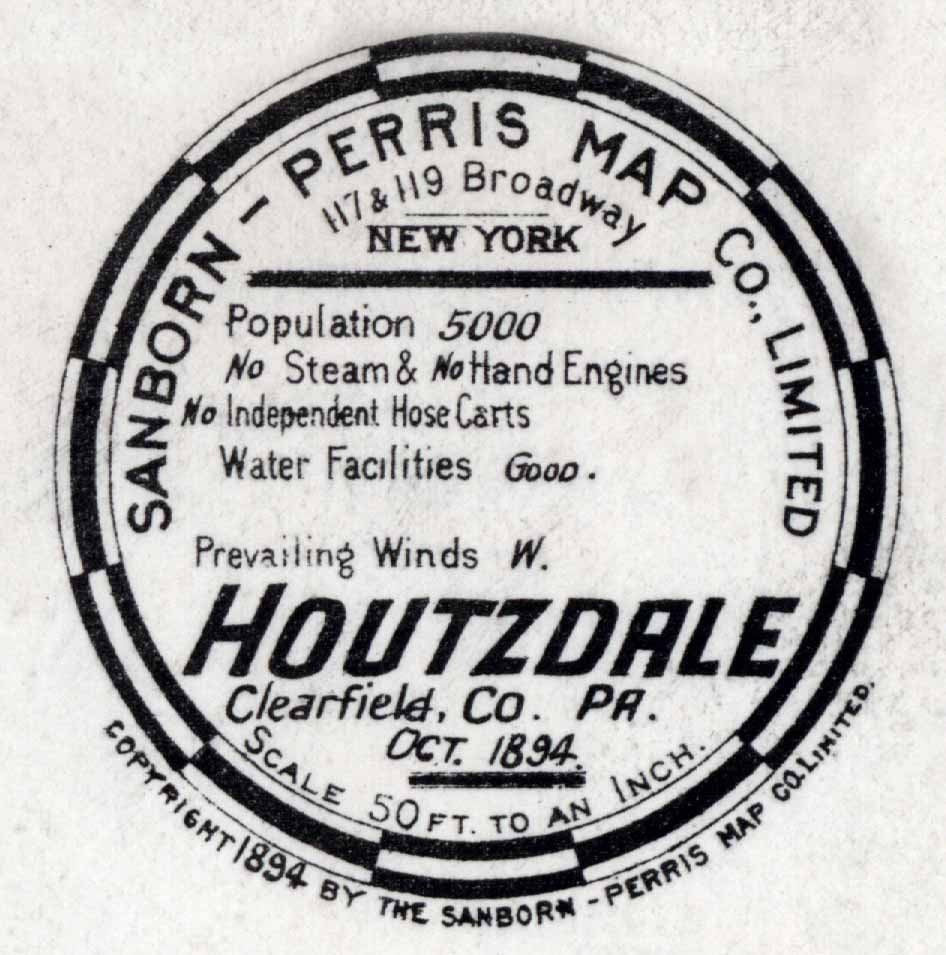 SANBORN - PERRIS MAP CO., LIMITED
117 & 119 Broadway
NEW YORK
Population 5000
No Steam & No Hand Engines
No Independent Hose Carts
Water Facilities Good.
Prevailing Winds W.
HOUTZDALE
Clearfield, Co. PA.
OCT. 1894.
SCALE 50 FT. TO AN INCH.
COPYRIGHT 1894 BY THE SANBORN - PERRIS MAP CO. LIMITED.